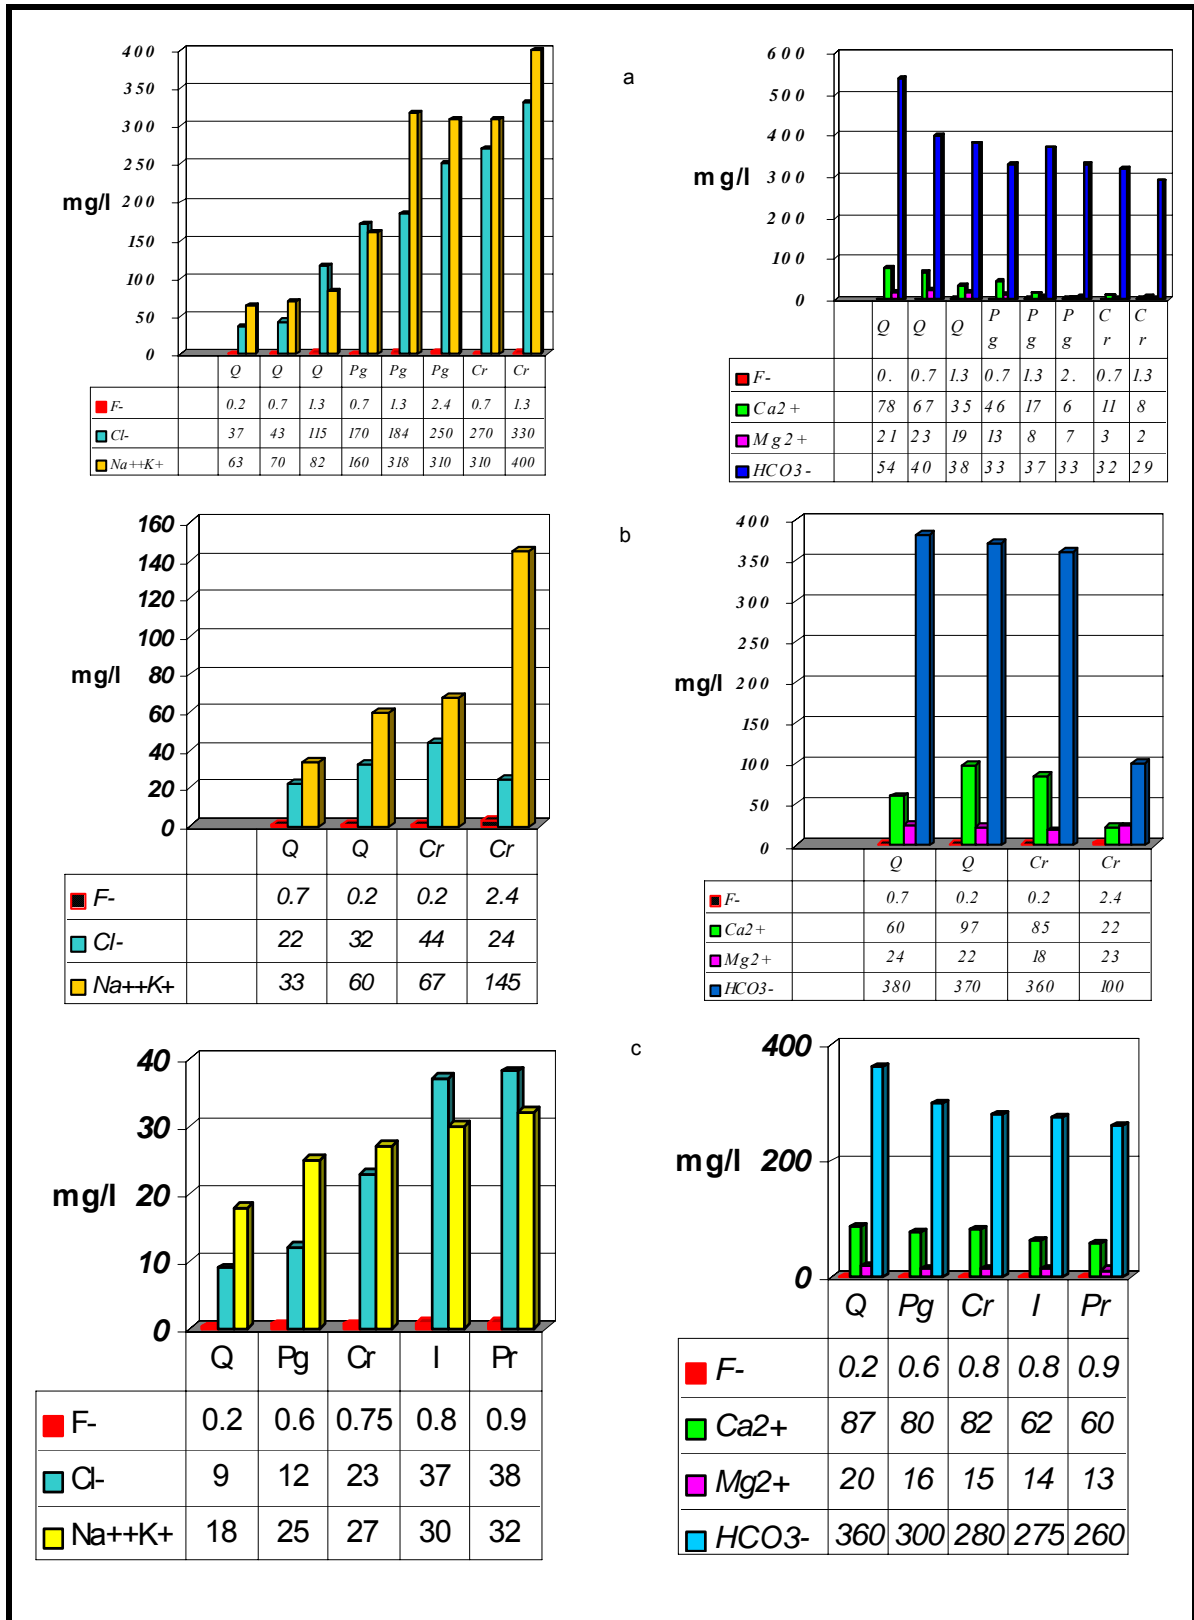 400
350
300
250
mg/l 200
150
100
50
0
Q Q Q Pg Pg Pg Cr Cr
F- 0.2 0.7 1.3 0.7 1.3 2.4 0.7 1.3
Cl- 37 43 115 170 184 250 270 330
Na++K+ 63 70 82 160 318 310 310 400
a
600
500
400
mg/l 300
200
100
0
Q Q Q Pg Pg Pg Cr Cr
F- 0. 0.7 1.3 0.7 1.3 2. 0.7 1.3
Ca2+ 78 67 35 46 17 6 11 8
Mg2+ 21 23 19 13 8 7 3 2
HCO3- 54 40 38 33 37 33 32 29
160
140
120
100
mg/l 80
60
40
20
0
Q Q Cr Cr
F- 0.7 0.2 0.2 2.4
Cl- 22 32 44 24
Na++K+ 33 60 67 145
b
400
350
300
250
mg/l 200
150
100
50
0
Q Q Cr Cr
F- 0.7 0.2 0.2 2.4
Ca2+ 60 97 85 22
Mg2+ 24 22 18 23
HCO3- 380 370 360 100
40
30
mg/l 20
10
0
Q Pg Cr I Pr
F- 0.2 0.6 0.75 0.8 0.9
Cl- 9 12 23 37 38
Na++K+ 18 25 27 30 32
c
400
mg/l 200
0
Q Pg Cr I Pr
F- 0.2 0.6 0.8 0.8 0.9
Ca2+ 87 80 82 62 60
Mg2+ 20 16 15 14 13
HCO3- 360 300 280 275 260